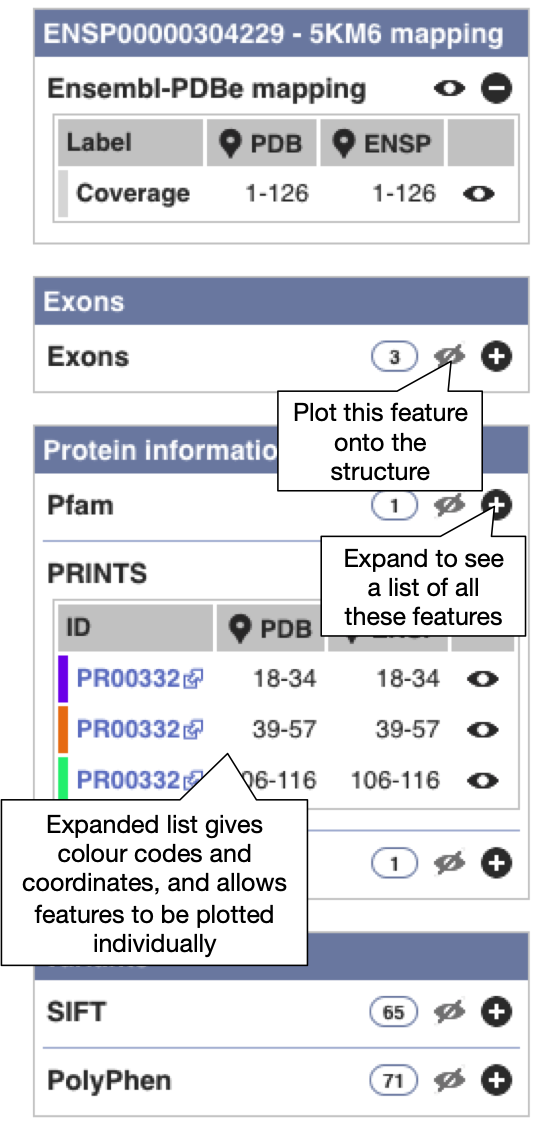 ENSP00000304229 - 5KM6 mapping
Ensembl-PDBe mapping
Label PDB ENSP
Coverage 1-126 1-126
Exons
Exons 3
Plot this feature
onto the
structure
Protein informatio
Pfam 1
Expand to see
a list of all
these features
PRINTS
ID PDB
PR00332 18-34 18-34
PR00332 39-57 39-57
PR00332 06-116 106-116
Expanded list gives
colour codes and
coordinates, and allows
features to be plotted
individually
1
SIFT 65
PolyPhen 71